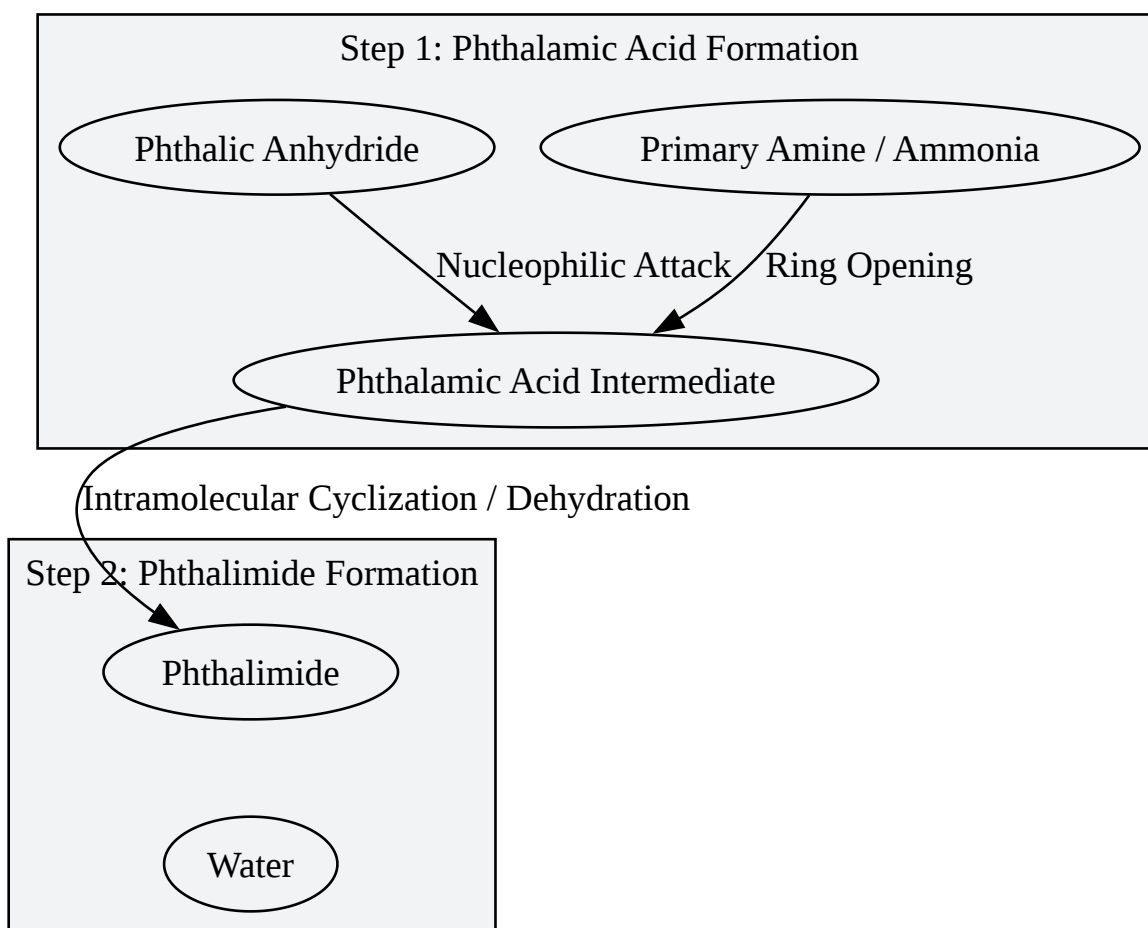 Step 1: Phthalamic Acid Formation
Phthalic Anhydride
Primary Amine / Ammonia
Nucleophilic Attack
Ring Opening
Phthalamic Acid Intermediate
Intramolecular Cyclization / Dehydration
Step 2: Phthalimide Formation
Phthalimide
Water